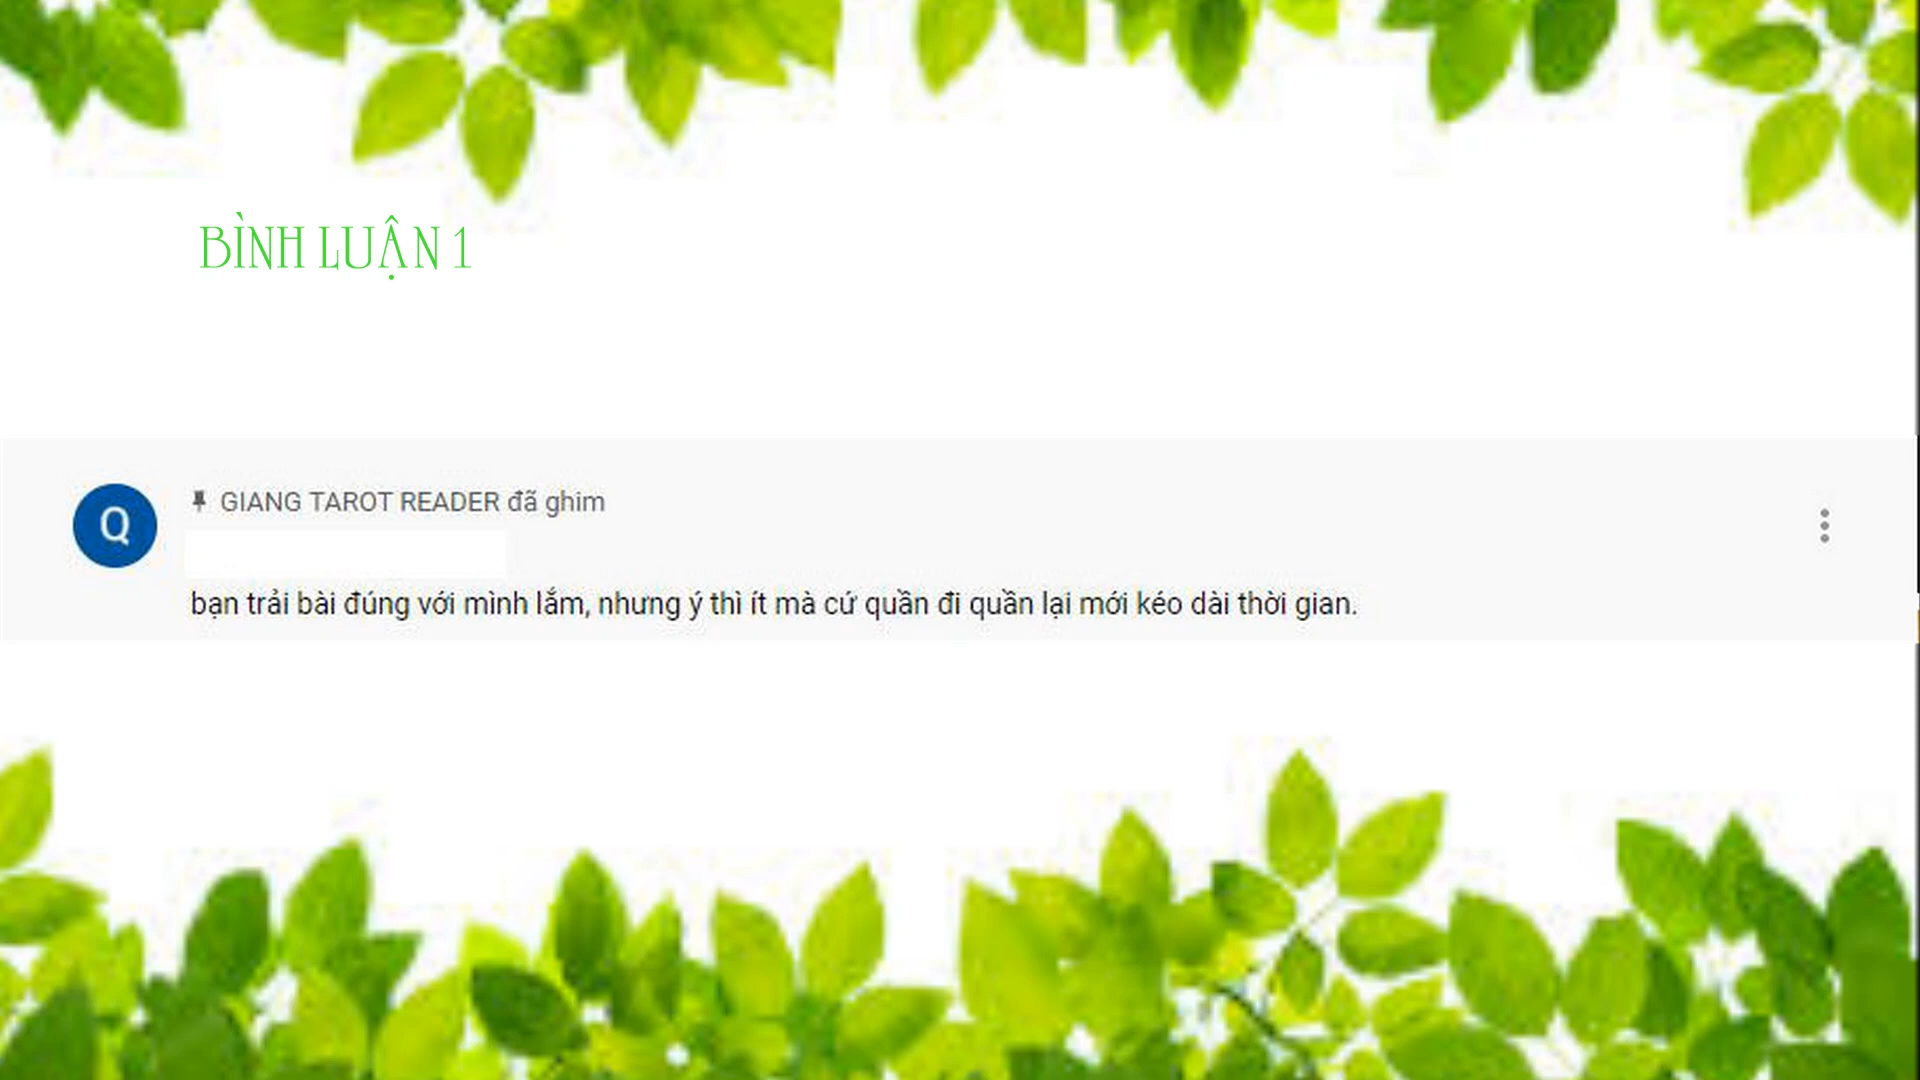 BÌNH LUẬN 1
Q
GIANG TAROT READER đã ghim
bạn trải bài đúng với mình lắm, nhưng ý thì ít mà cứ quần đi quần lại mới kéo dài thời gian.